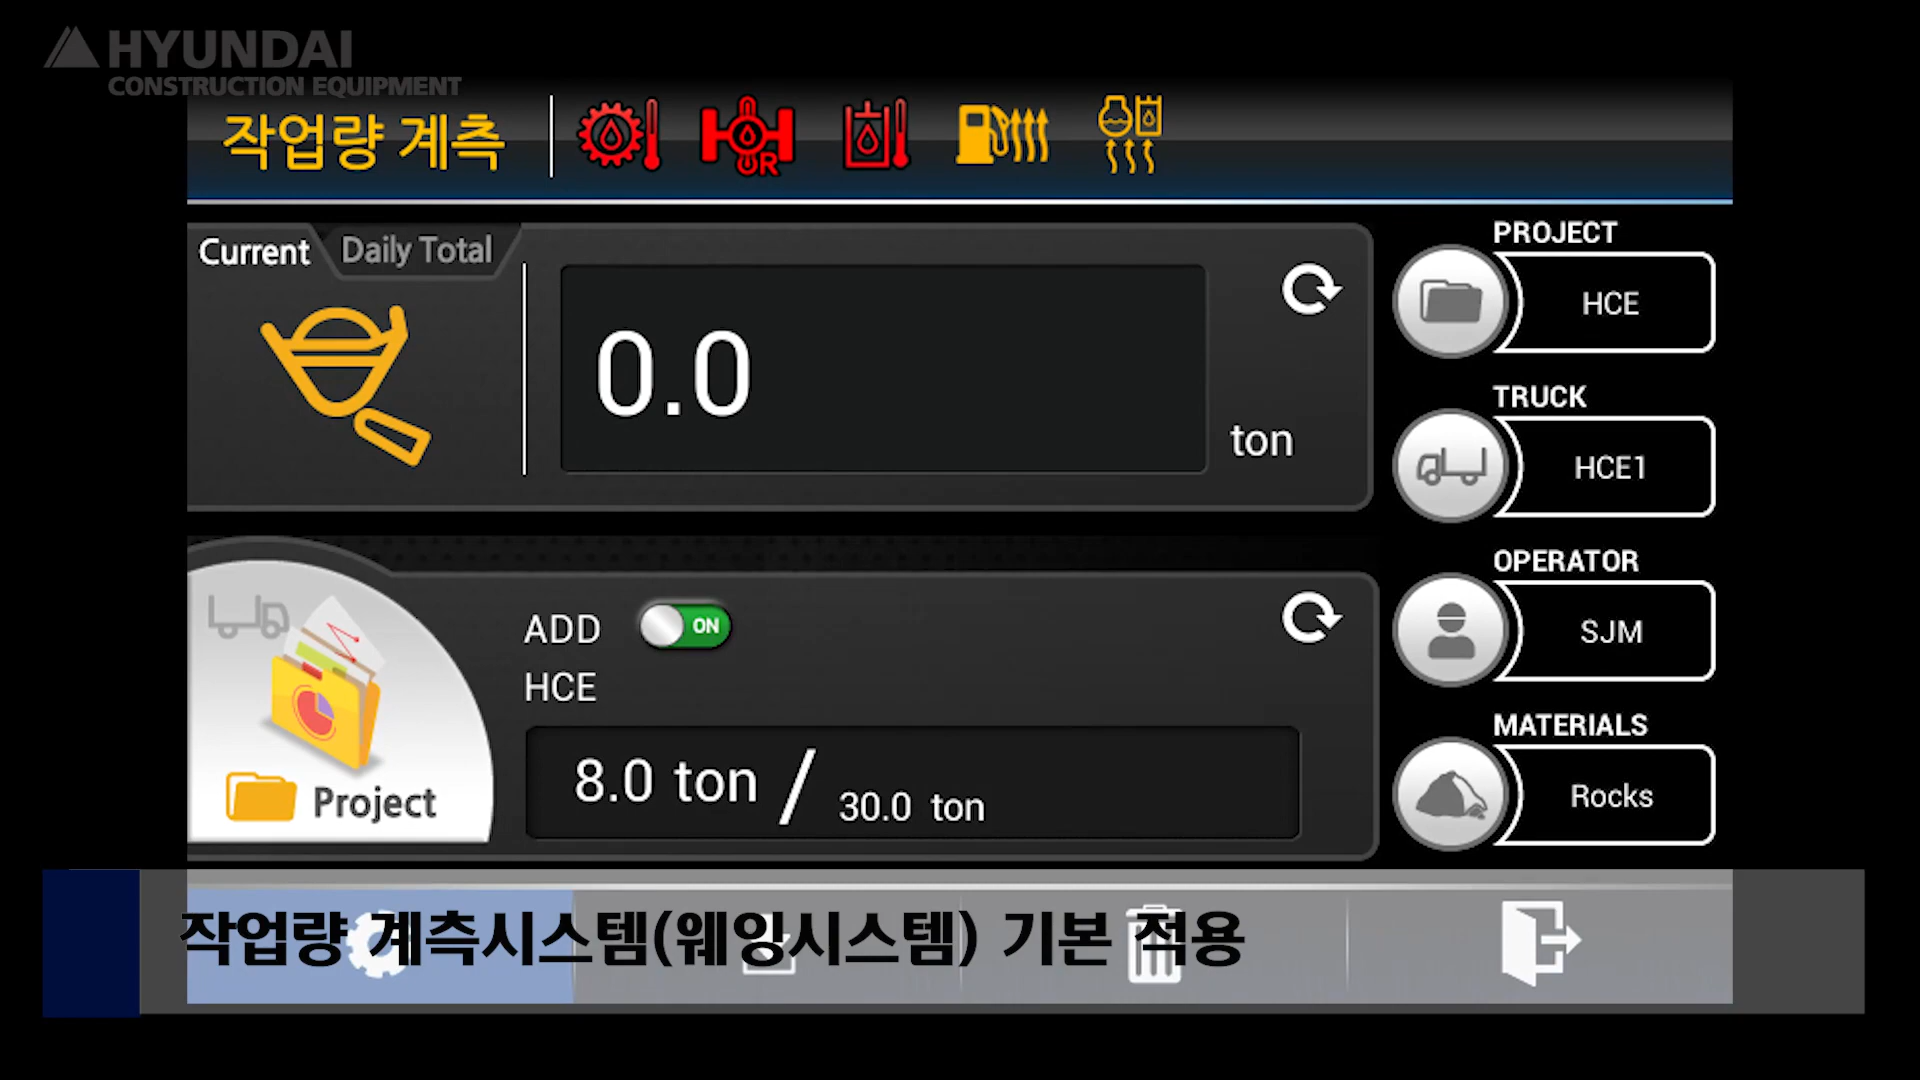 HYUNDAI
CONSTRUCTION EQUIPMENT
작업량 계측
R
Current
Daily Total
0.0
ton
PROJECT
HCE
TRUCK
HCE1
OPERATOR
SJM
MATERIALS
Rocks
ADD
ON
HCE
8.0 ton / 30.0 ton
Project
작업량 계측시스템(웨잉시스템) 기본 적용